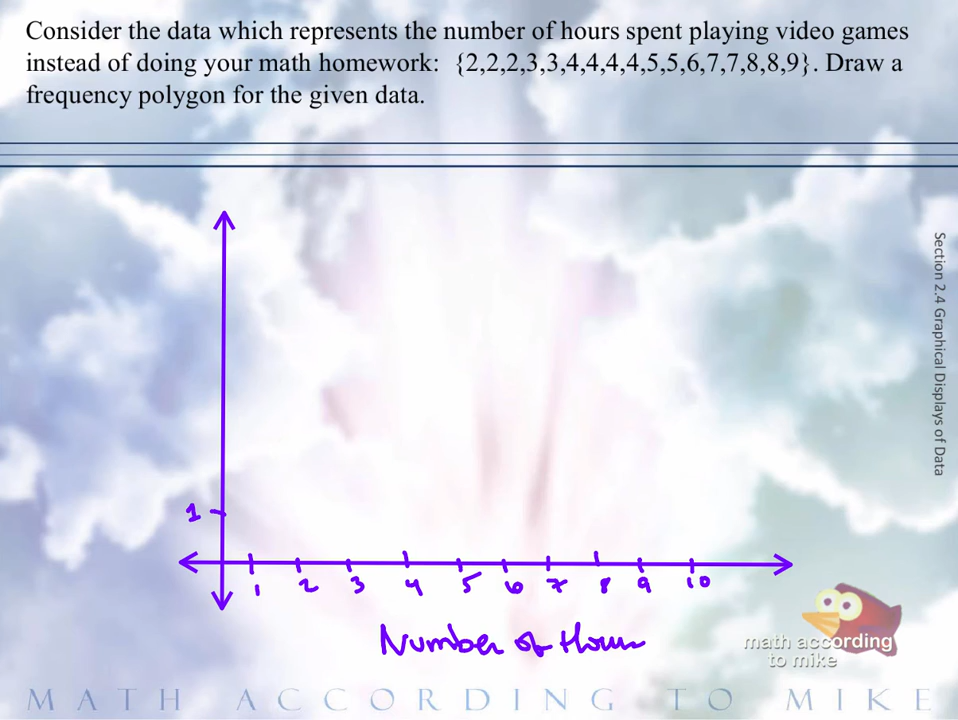 Consider the data which represents the number of hours spent playing video games
instead of doing your math homework: {2,2,2,3,3,4,4,4,4,5,5,6,7,7,8,8,9}. Draw a
frequency polygon for the given data.
Section 2.4 Graphical Displays of Data
1
1 2 3 4 5 6 7 8 9 10
Number of Hours
math according
to mike
MATH ACCORDING TO MIKE